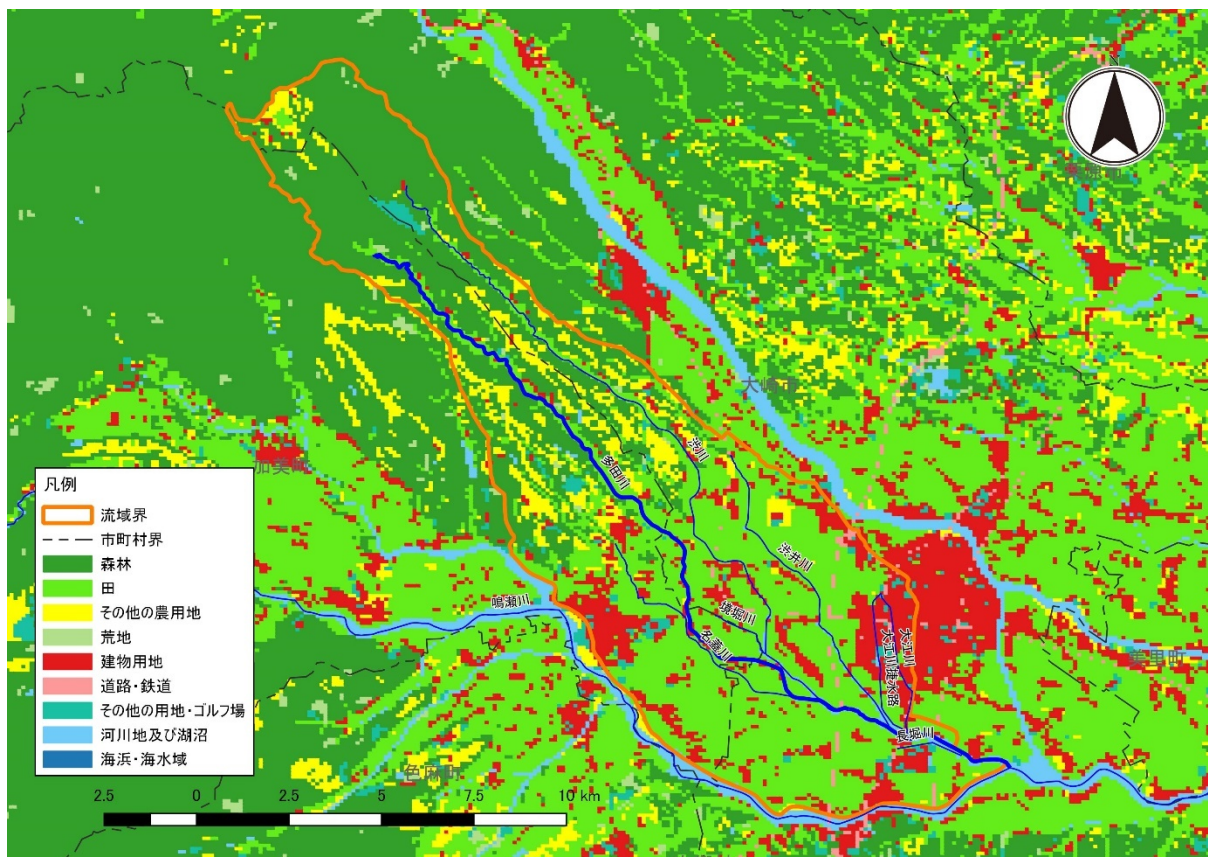 大崎市
渋川
加美町
多田川
凡例
流域界
市町村界
森林
田
その他の農用地
荒地
建物用地
道路・鉄道
その他の用地・ゴルフ場
河川地及び湖沼
海浜・海水域
渋井川
鳴瀬川
境堀川
名蓋川
大江川
大江川捷水路
美里町
長堀川
色麻町
2.5 0 2.5 5 7.5 10 km